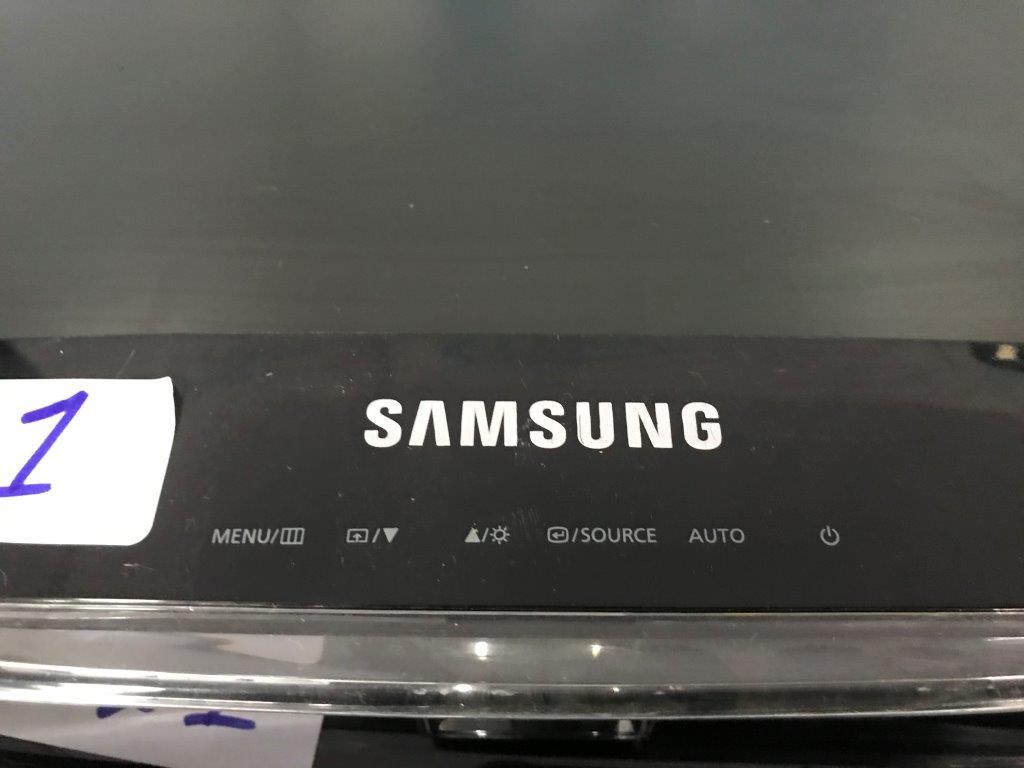 1
SAMSUNG
MENU/ / / /SOURCE AUTO